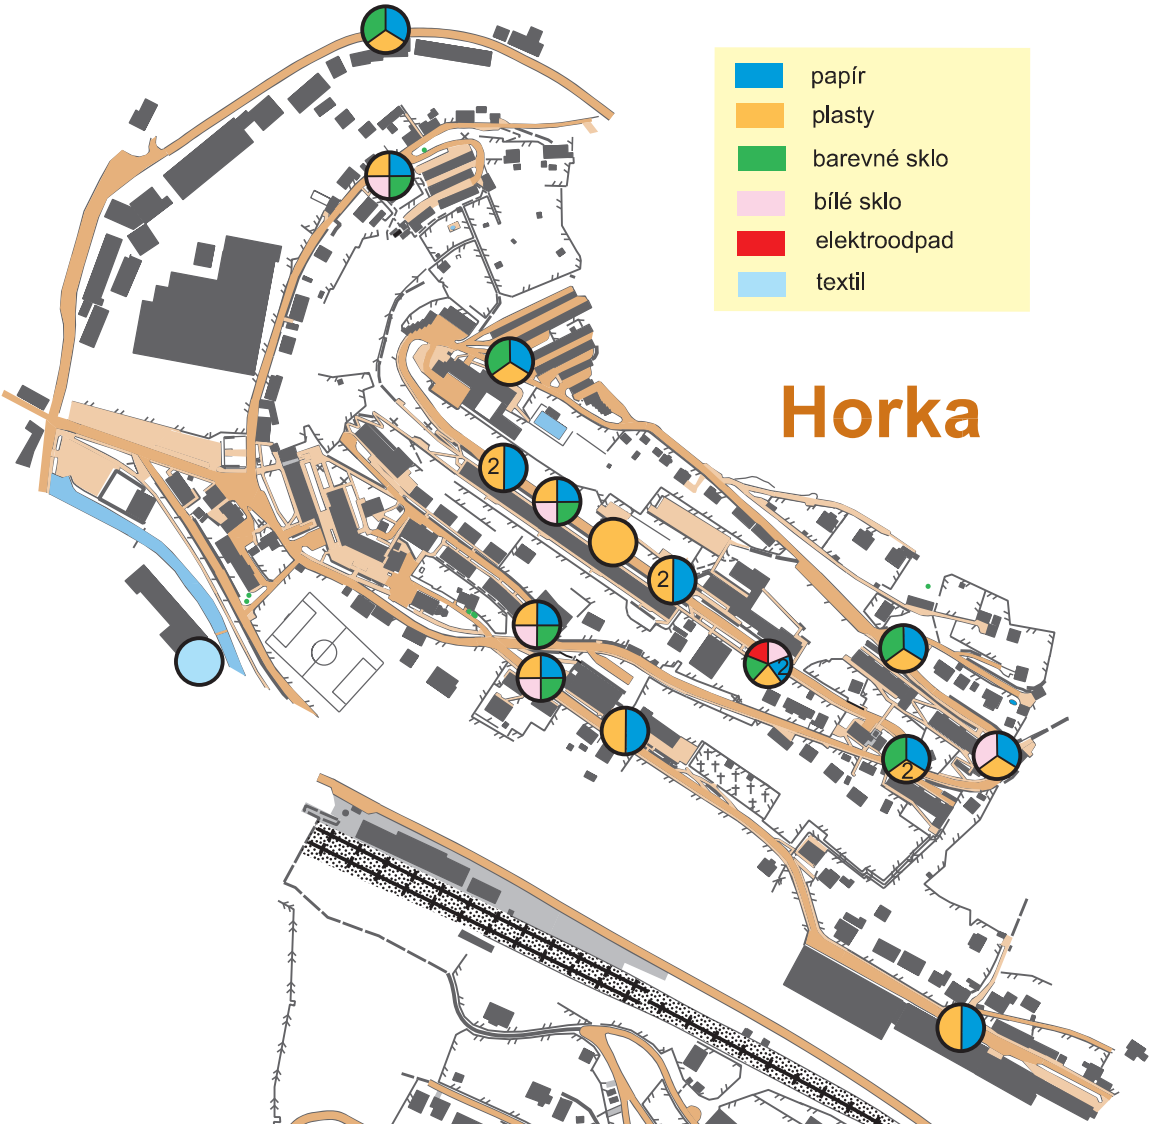 papír
plasty
barevné sklo
bílé sklo
elektroodpad
textil
Horka
2
2
2
2